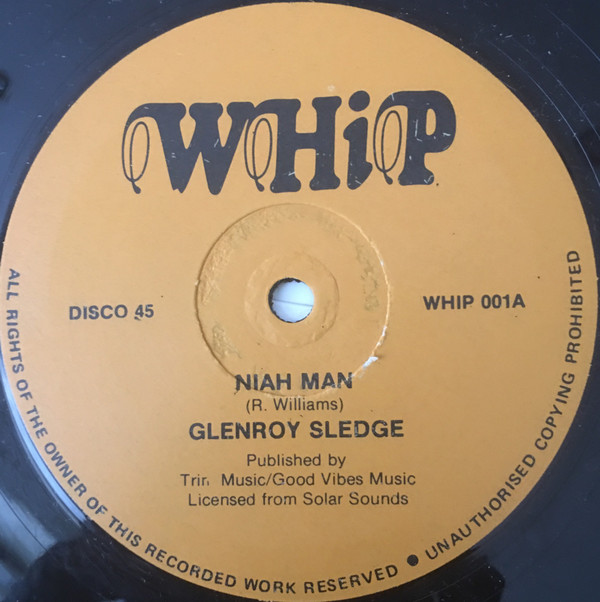 WHiP
DISCO 45
WHIP 001A
NIAH MAN
(R. Williams)
GLENROY SLEDGE
Published by
Music/Good Vibes Music
Licensed from Solar Sounds
ALL RIGHTS OF THE OWNER OF THIS RECORDED WORK RESERVED ● UNAUTHORISED COPYING PROHIBITED